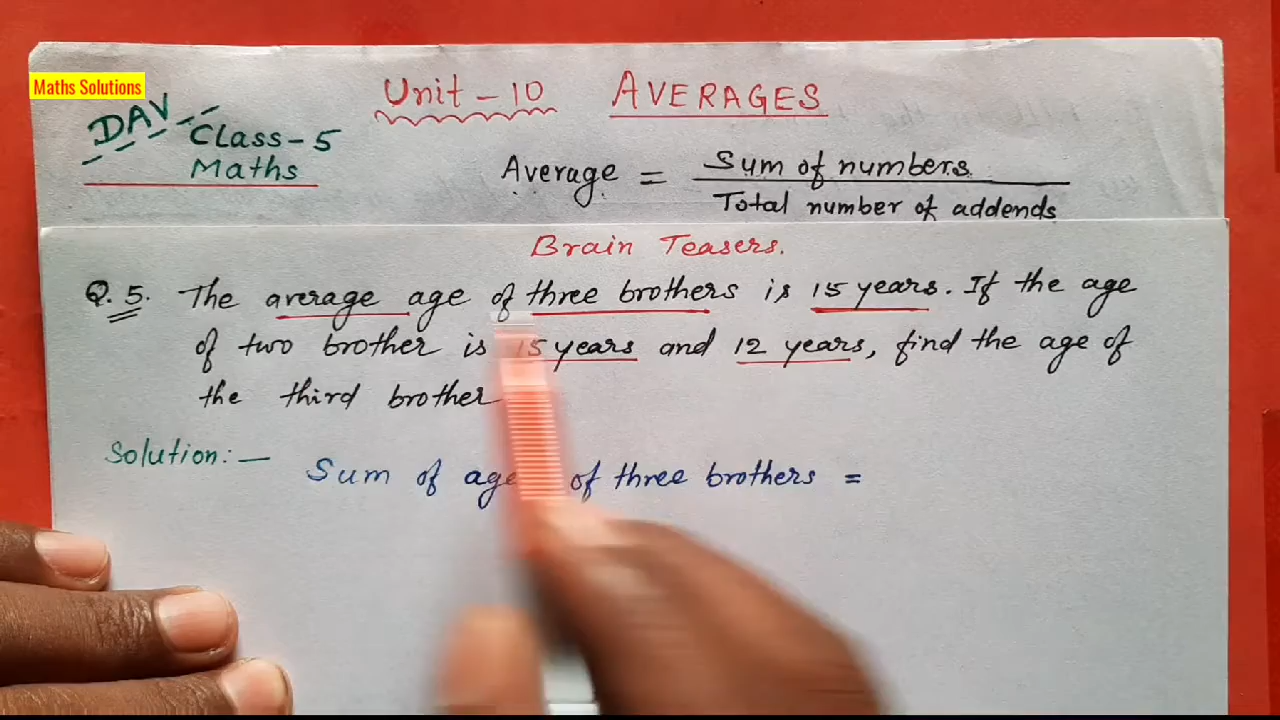 Maths Solutions
DAV
Class-5
Maths
Unit-10 AVERAGES
Average = Sum of numbers
Total number of addends
Brain Teasers.
Q.5. The average age of three brothers is 15 years. If the age
of two brother is 15 years and 12 years, find the age of
the third brother
Solution:— Sum of age of three brothers =